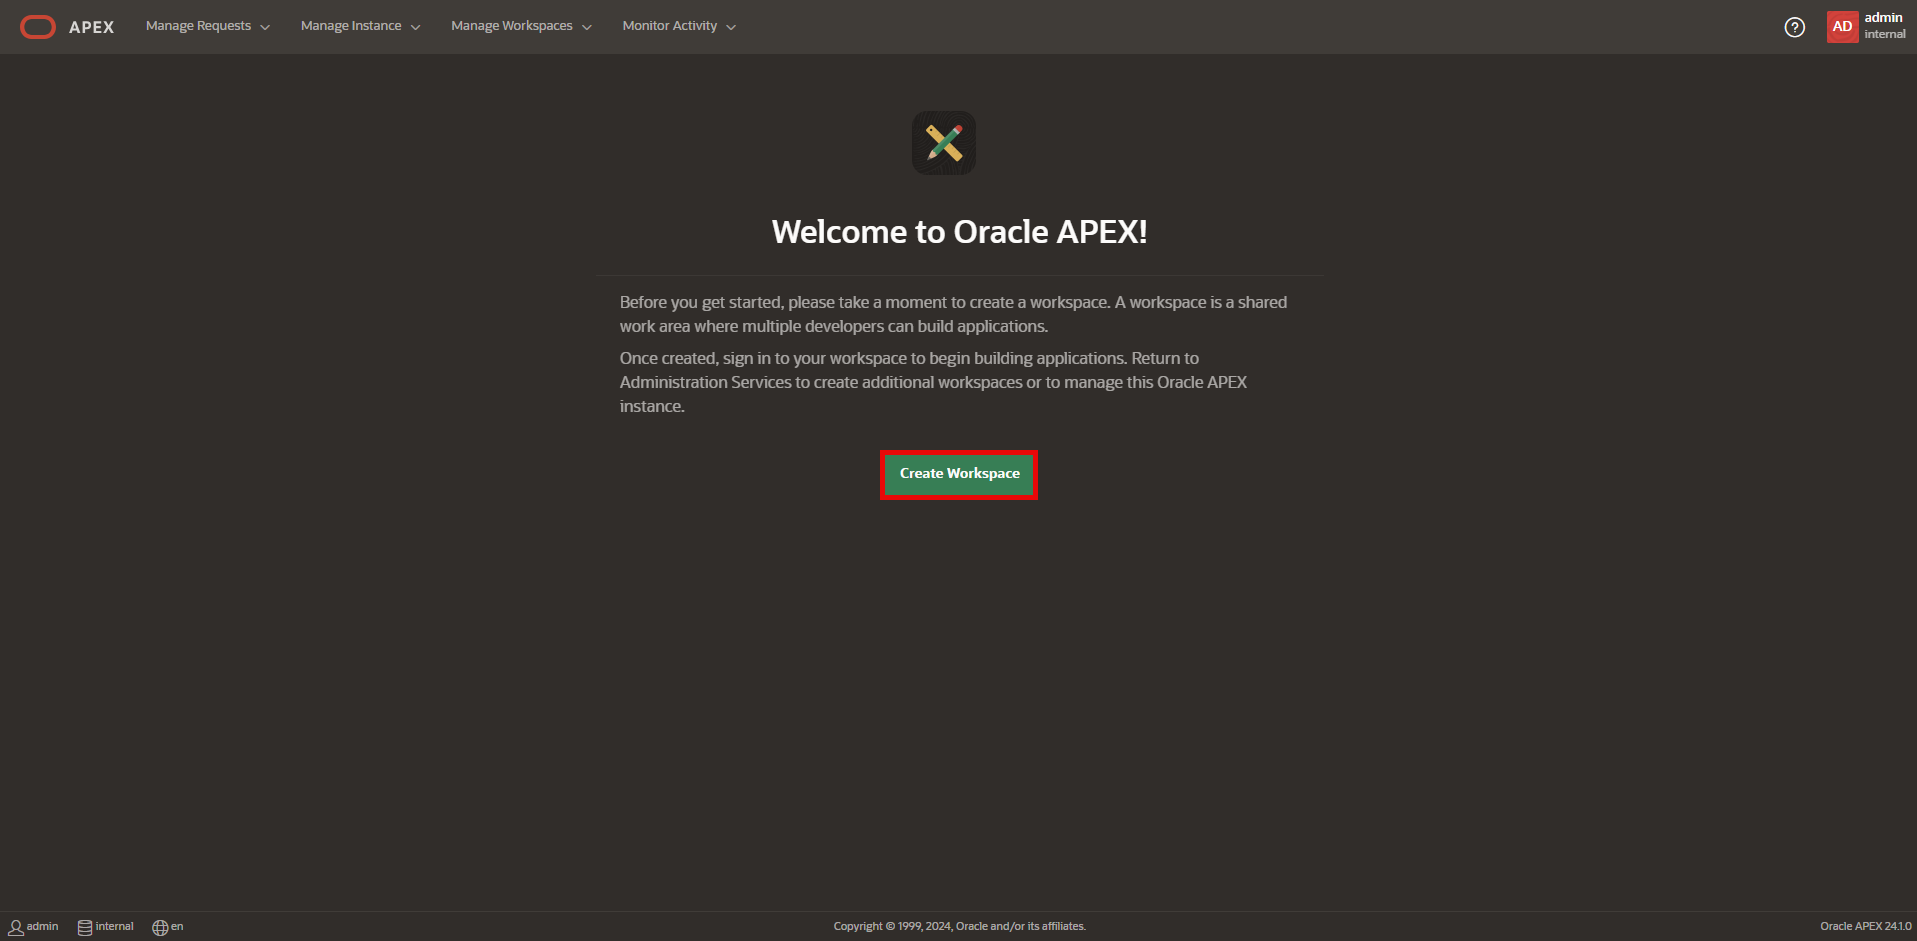 APEX
Manage Requests
Manage Instance
Manage Workspaces
Monitor Activity
?
AD
admin
internal
Welcome to Oracle APEX!
Before you get started, please take a moment to create a workspace. A workspace is a shared
work area where multiple developers can build applications.
Once created, sign in to your workspace to begin building applications. Return to
Administration Services to create additional workspaces or to manage this Oracle APEX
instance.
Create Workspace
admin
internal
en
Copyright © 1999, 2024, Oracle and/or its affiliates.
Oracle APEX 24.1.0